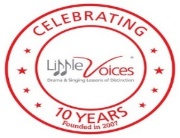 CELEBRATING
Little Voices
Drama & Singing Lessons of Distinction
10 YEARS
Founded in 2007